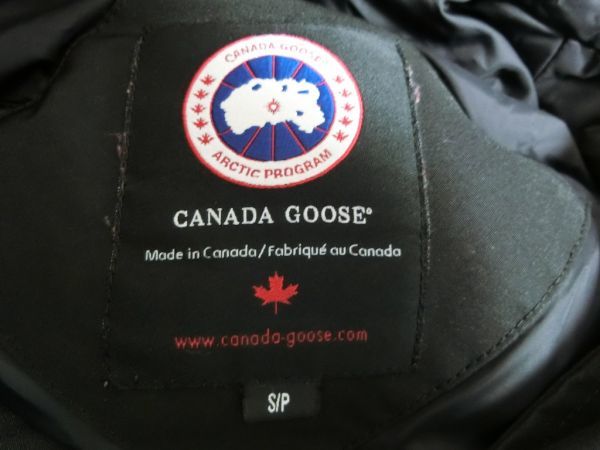 CANADA GOOSE®
ARCTIC PROGRAM
CANADA GOOSE®
Made in Canada/Fabriqué au Canada
www.canada-goose.com
S/P